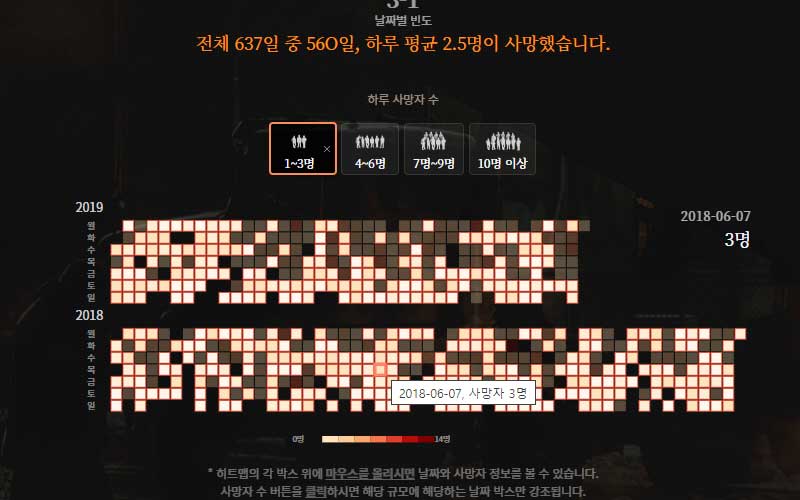 3-1
날짜별 빈도
전체 637일 중 560일, 하루 평균 2.5명이 사망했습니다.
하루 사망자 수
1~3명 × 4~6명 7명~9명 10명 이상
2019
2018-06-07
월
3명
화
수
목
금
토
일
2018
월
화
수
목
금
토
일
2018-06-07, 사망자 3명
0명 14명
* 히트맵의 각 박스 위에 마우스를 올리시면 날짜와 사망자 정보를 볼 수 있습니다.
사망자 수 버튼을 클릭하시면 해당 규모에 해당하는 날짜 박스만 강조됩니다.